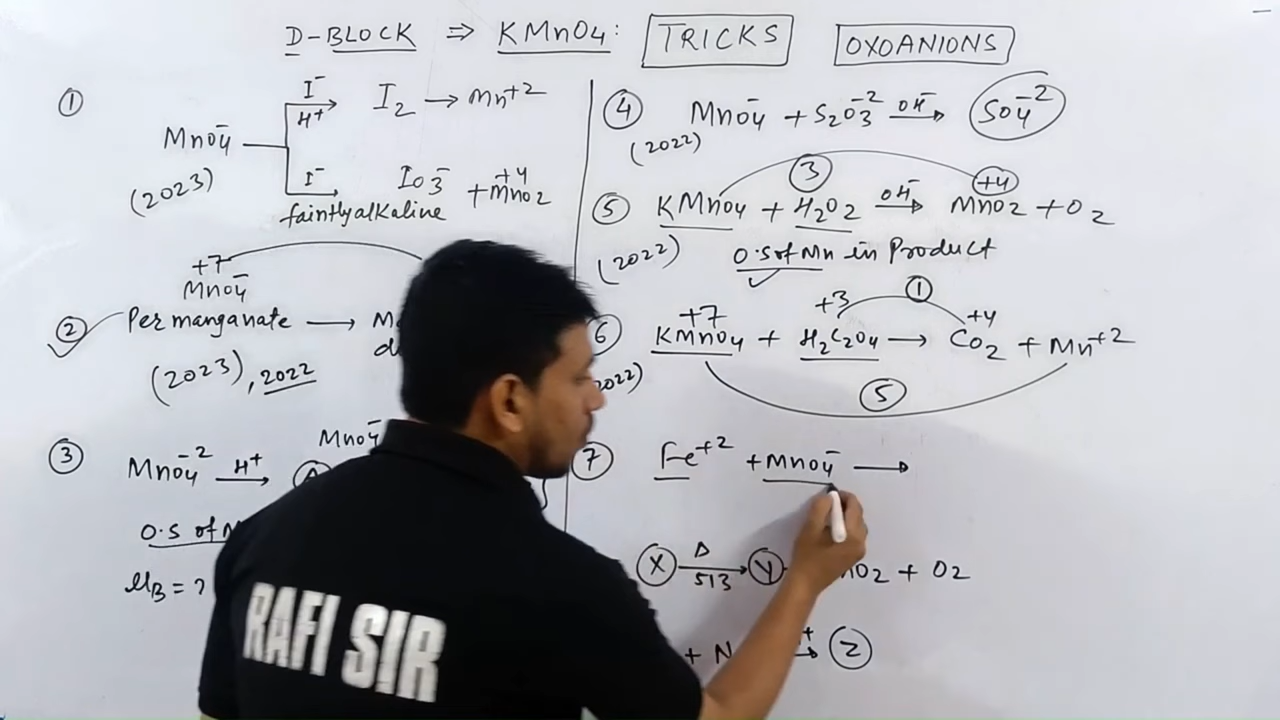 D-BLOCK ⇒ KMnO4: TRICKS OXOANIONS
① MnO4⁻ (2023)
I⁻ H⁺ I2 → Mn+2
I⁻ faintly alkaline IO3⁻ + MnO2 +4
+7
MnO4⁻
② Permanganate →
(2023), 2022
③ MnO4⁻² H⁺ →
MnO4⁻
O.S of
μB = ?
④ MnO4⁻ + S2O3⁻² OH⁻ → SO4⁻²
(2022)
③ +4
⑤ KMnO4 + H2O2 OH⁻ → MnO2 + O2
(2022) O.S of Mn in Product
+7 +3 ① +4
⑥ KMnO4 + H2C2O4 → CO2 + Mn+2
2022) ⑤
⑦ Fe+2 + MnO4⁻ →
X Δ 513 → Y O2 + O2
+ N → Z
RAFI SIR